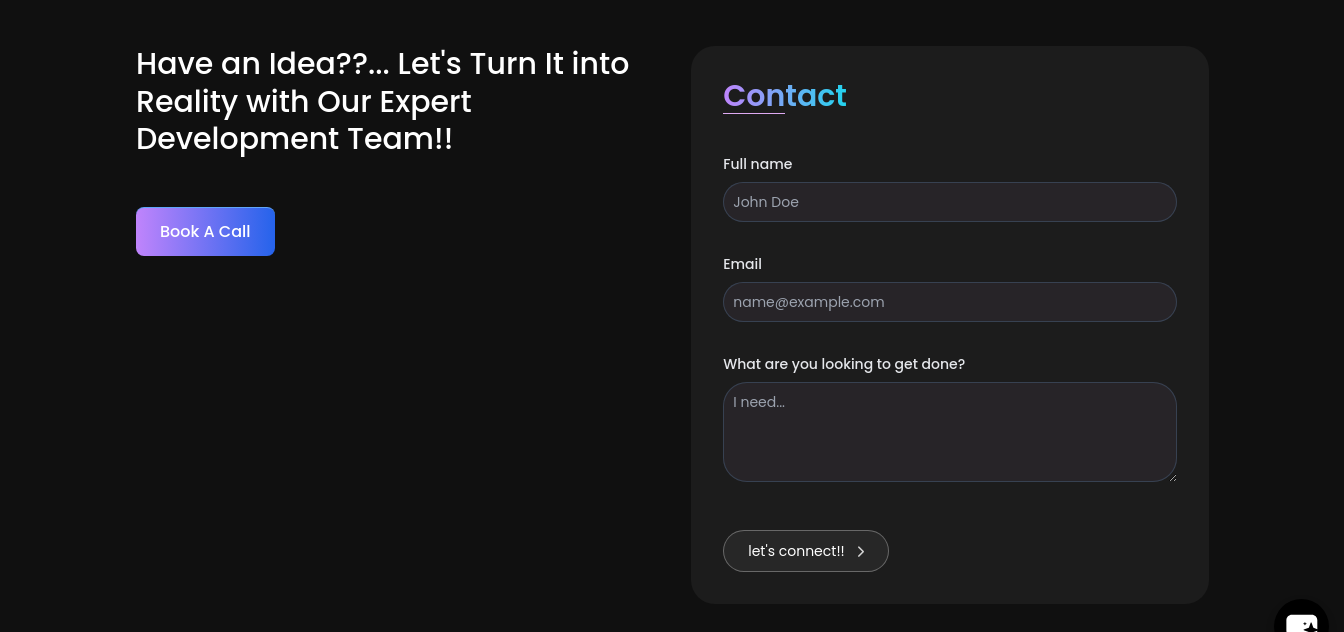 Have an Idea??... Let's Turn It into
Reality with Our Expert
Development Team!!
Book A Call
Contact
Full name
John Doe
Email
name@example.com
What are you looking to get done?
I need...
let's connect!!